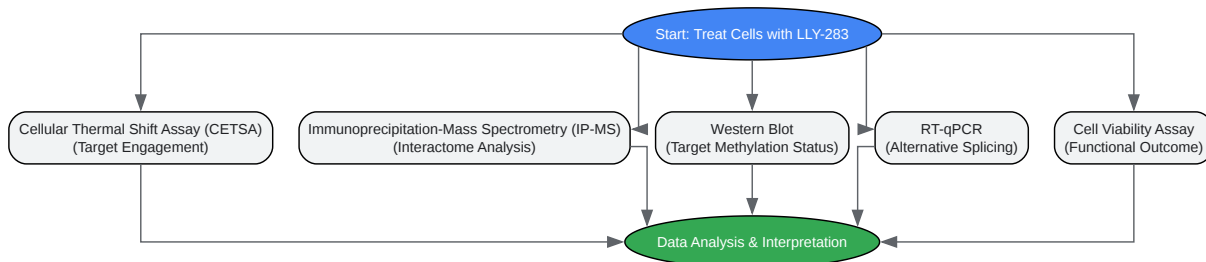 Start: Treat Cells with LLY-283
Cellular Thermal Shift Assay (CETSA)
(Target Engagement)
Immunoprecipitation-Mass Spectrometry (IP-MS)
(Interactome Analysis)
Western Blot
(Target Methylation Status)
RT-qPCR
(Alternative Splicing)
Cell Viability Assay
(Functional Outcome)
Data Analysis & Interpretation